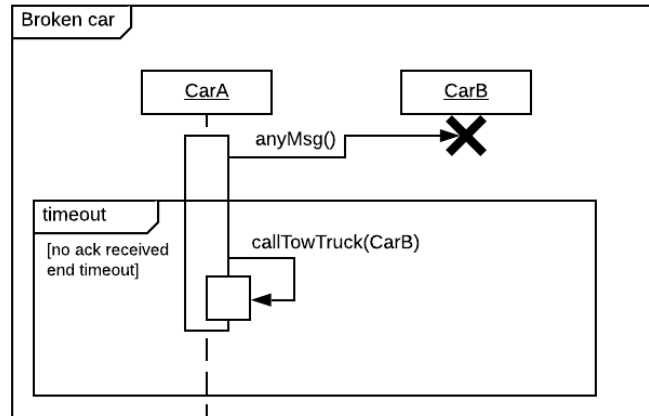 Broken car
CarA
CarB
anyMsg()
timeout
[no ack received
end timeout]
callTowTruck(CarB)